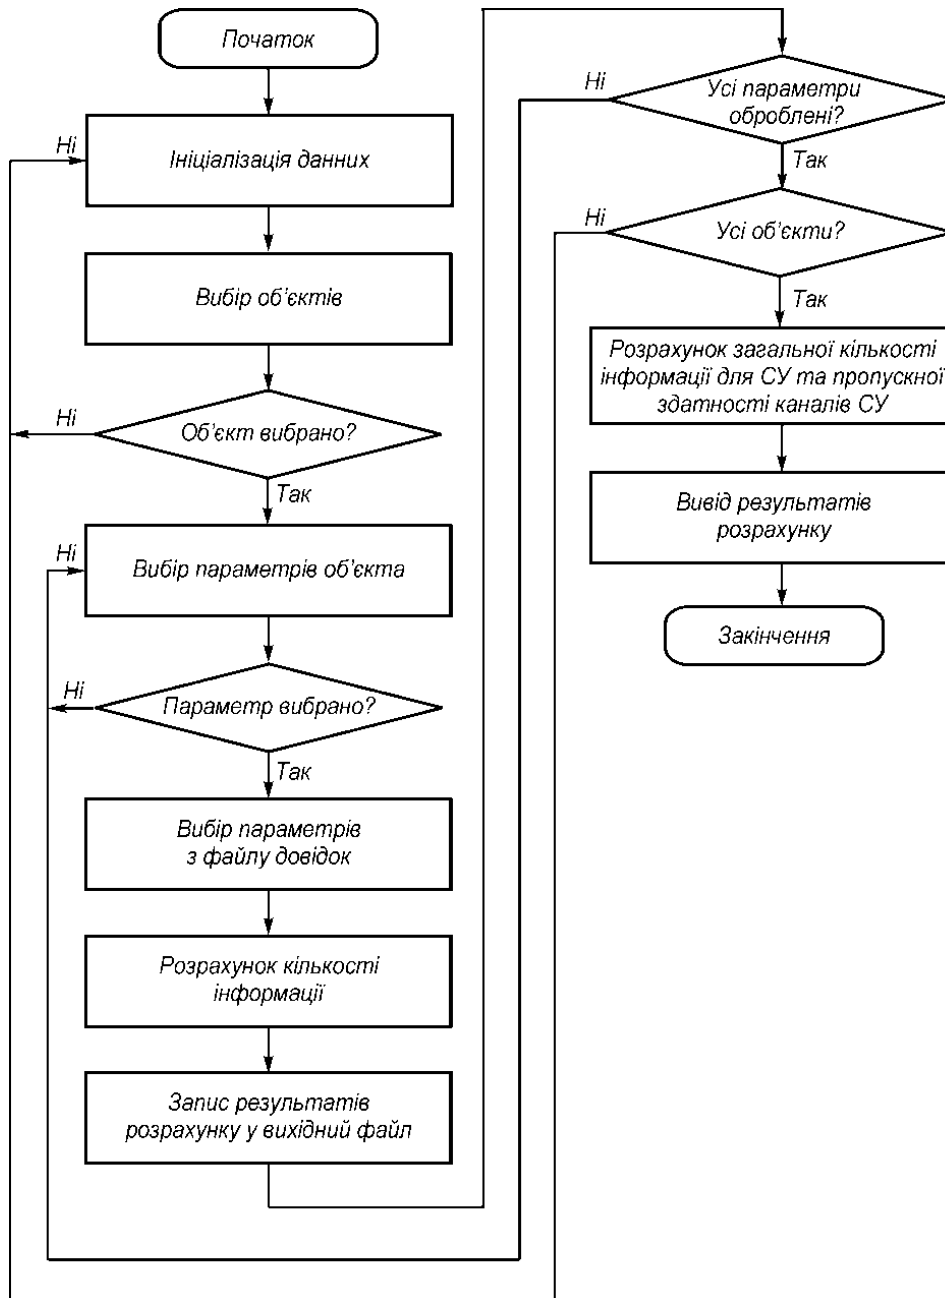 Початок
Ні
Ініціалізація данних
Вибір об'єктів
Ні
Об'єкт вибрано?
Так
Ні
Вибір параметрів об'єкта
Ні
Параметр вибрано?
Так
Вибір параметрів
з файлу довідок
Розрахунок кількості
інформації
Запис результатів
розрахунку у вихідний файл
Ні
Усі параметри
оброблені?
Так
Ні
Усі об'єкти?
Так
Розрахунок загальної кількості
інформації для СУ та пропускної
здатності каналів СУ
Вивід результатів
розрахунку
Закінчення